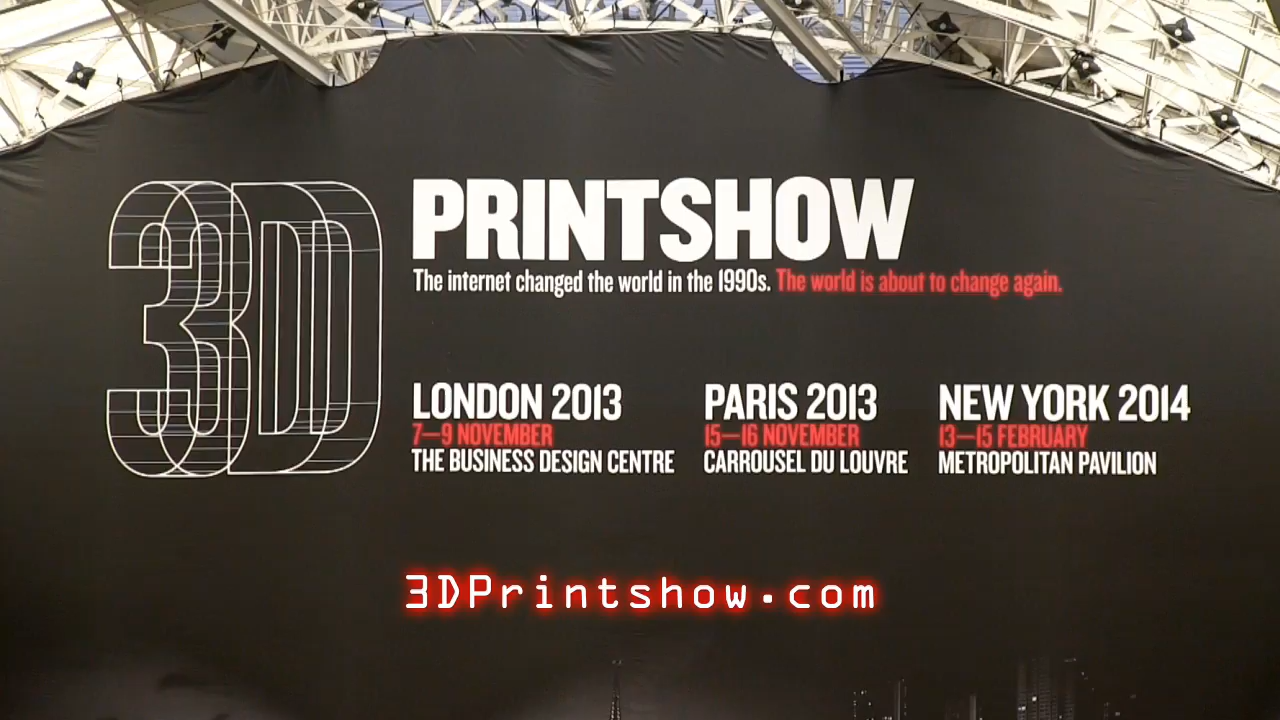 3D PRINTSHOW
The internet changed the world in the 1990s. The world is about to change again.
LONDON 2013
7—9 NOVEMBER
THE BUSINESS DESIGN CENTRE
PARIS 2013
15—16 NOVEMBER
CARROUSEL DU LOUVRE
NEW YORK 2014
13—15 FEBRUARY
METROPOLITAN PAVILION
3DPrintshow.com